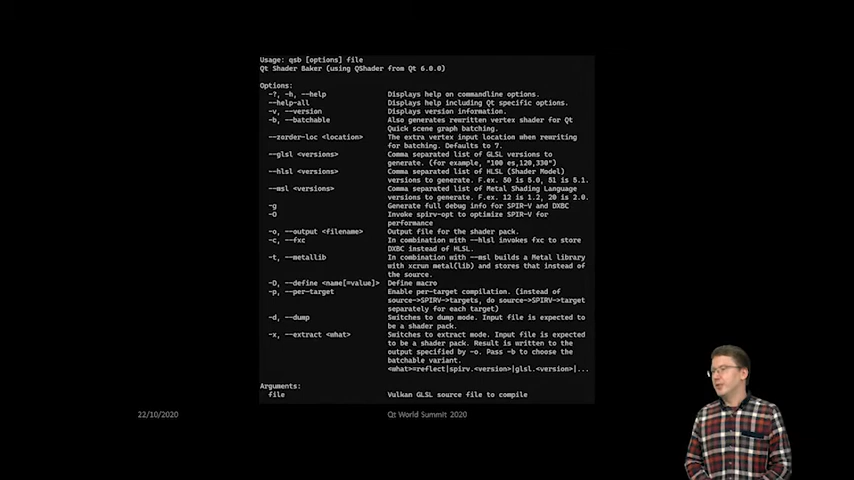 Usage: qsb [options] file
Qt Shader Baker (using QShader from Qt 6.0.0)
Options:
-?, -h, --help Displays help on commandline options.
--help-all Displays help including Qt specific options.
-v, --version Displays version information.
-b, --batchable Also generates rewritten vertex shader for Qt
Quick scene graph batching.
--zorder-loc <location> The extra vertex input location when rewriting
for batching. Defaults to 7.
--glsl <versions> Comma separated list of GLSL versions to
generate. (for example, "100 es,120,330")
--hlsl <versions> Comma separated list of HLSL (Shader Model)
versions to generate. F.ex. 50 is 5.0, 51 is 5.1.
--msl <versions> Comma separated list of Metal Shading Language
versions to generate. F.ex. 12 is 1.2, 20 is 2.0.
-g Generate full debug info for SPIR-V and DXBC
-O Invoke spirv-opt to optimize SPIR-V for
performance
-o, --output <filename> Output file for the shader pack.
-c, --fxc In combination with --hlsl invokes fxc to store
DXBC instead of HLSL.
-t, --metallib In combination with --msl builds a Metal library
with xcrun metal(lib) and stores that instead of
the source.
-D, --define <name[=value]> Define macro
-p, --per-target Enable per-target compilation. (instead of
source->SPIRV->targets, do source->SPIRV->target
separately for each target)
-d, --dump Switches to dump mode. Input file is expected to
be a shader pack.
-x, --extract <what> Switches to extract mode. Input file is expected
to be a shader pack. Result is written to the
output specified by -o. Pass -b to choose the
batchable variant.
<what>=reflect|spirv.<version>|glsl.<version>|...
Arguments:
file Vulkan GLSL source file to compile
22/10/2020 Qt World Summit 2020